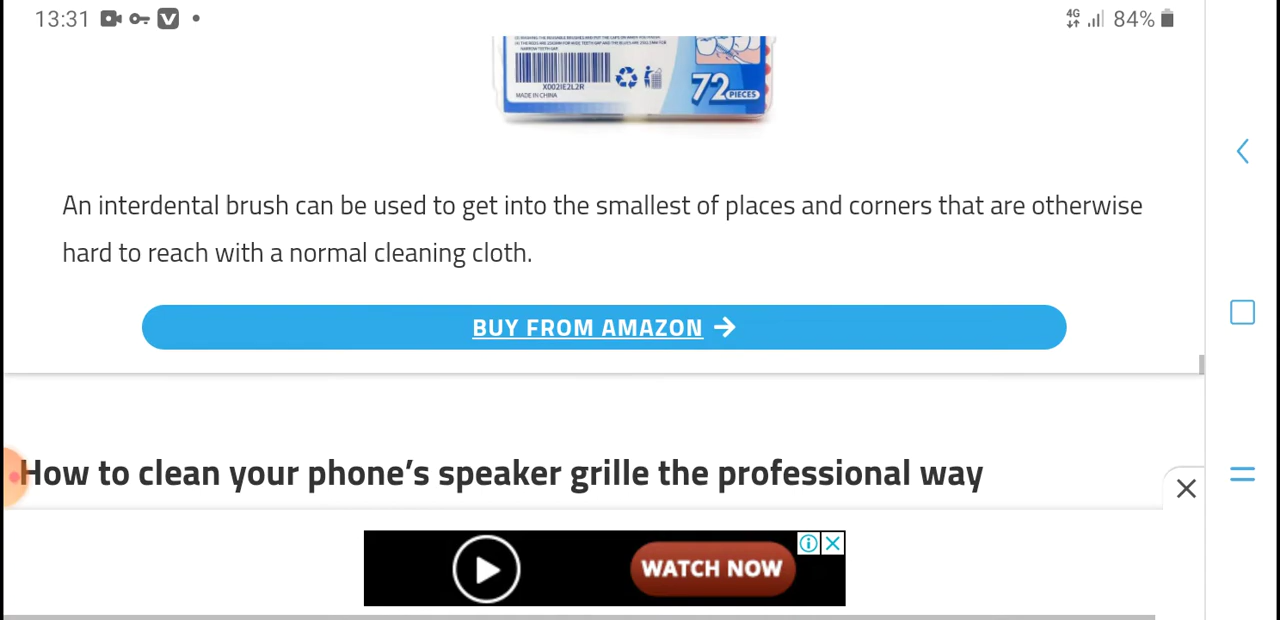 13:31
4G
84%
X002IE2L2R
MADE IN CHINA
72 PIECES
An interdental brush can be used to get into the smallest of places and corners that are otherwise
hard to reach with a normal cleaning cloth.
BUY FROM AMAZON →
How to clean your phone’s speaker grille the professional way
WATCH NOW